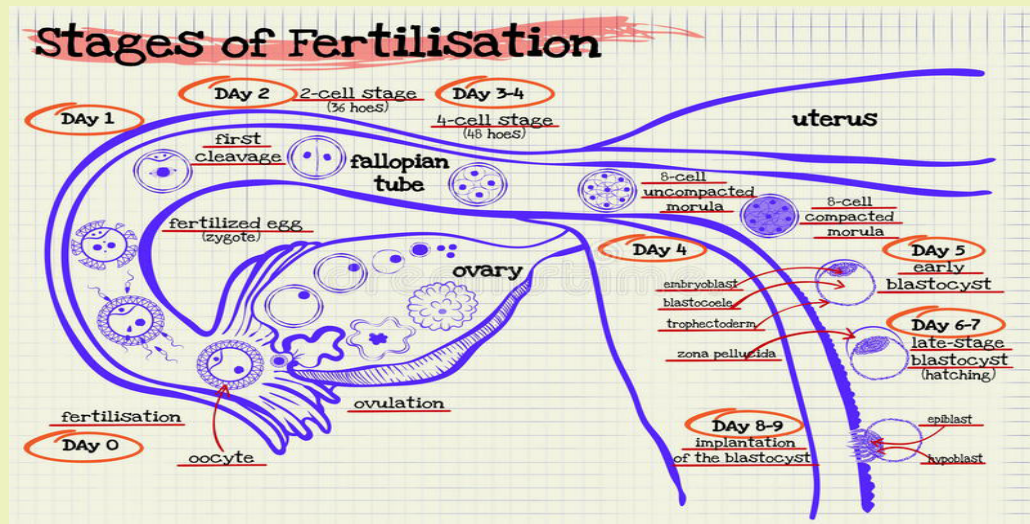 Stages of Fertilisation
DAy 1
DAy 2
2-cell stage
(36 hoes)
DAy 3-4
4-cell stage
(48 hoes)
uterus
first
cleavage
fallopian
tube
8-cell
uncompacted
morula
8-cell
compacted
morula
fertilized egg
(zygote)
DAy 4
DAy 5
early
blastocyst
ovary
embryoblast
blastocoele
trophectoderm
zona pellucida
DAy 6-7
late-stage
blastocyst
(hatching)
ovulation
fertilisation
DAy 0
oocyte
DAy 8-9
implantation
of the blastocyst
epiblast
hypoblast